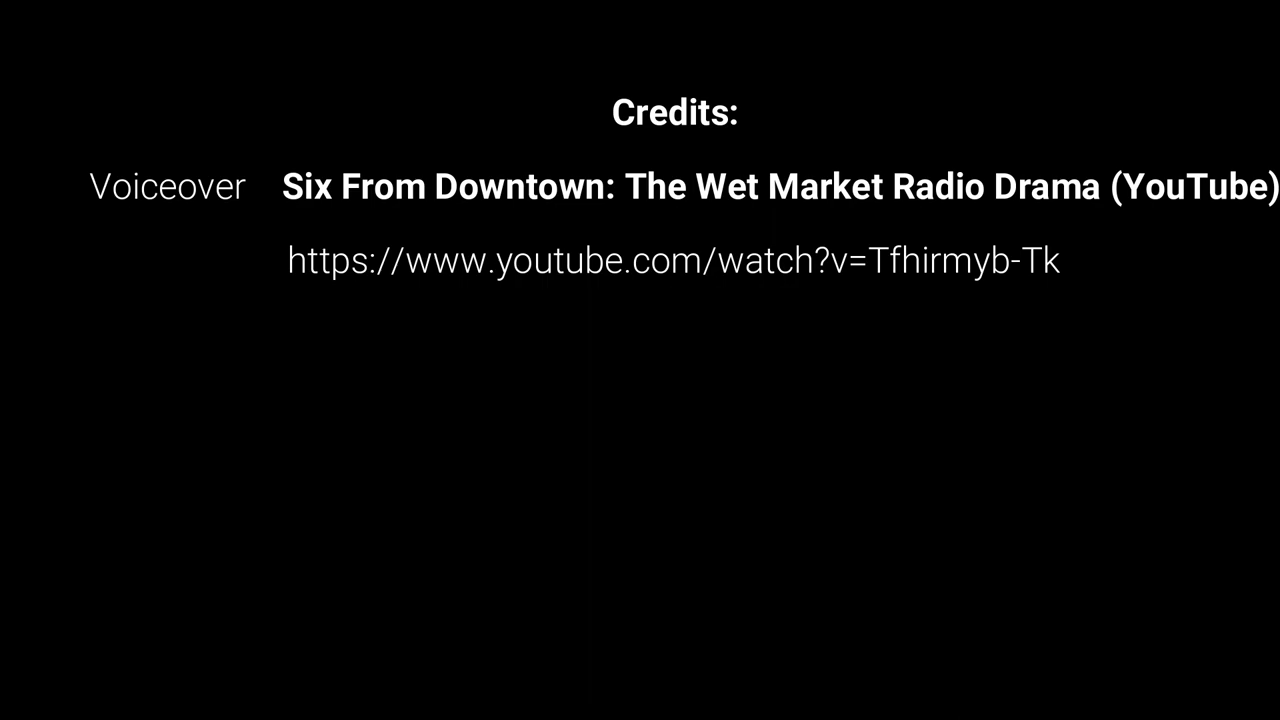 Credits:
Voiceover Six From Downtown: The Wet Market Radio Drama (YouTube)
https://www.youtube.com/watch?v=Tfhirmyb-Tk